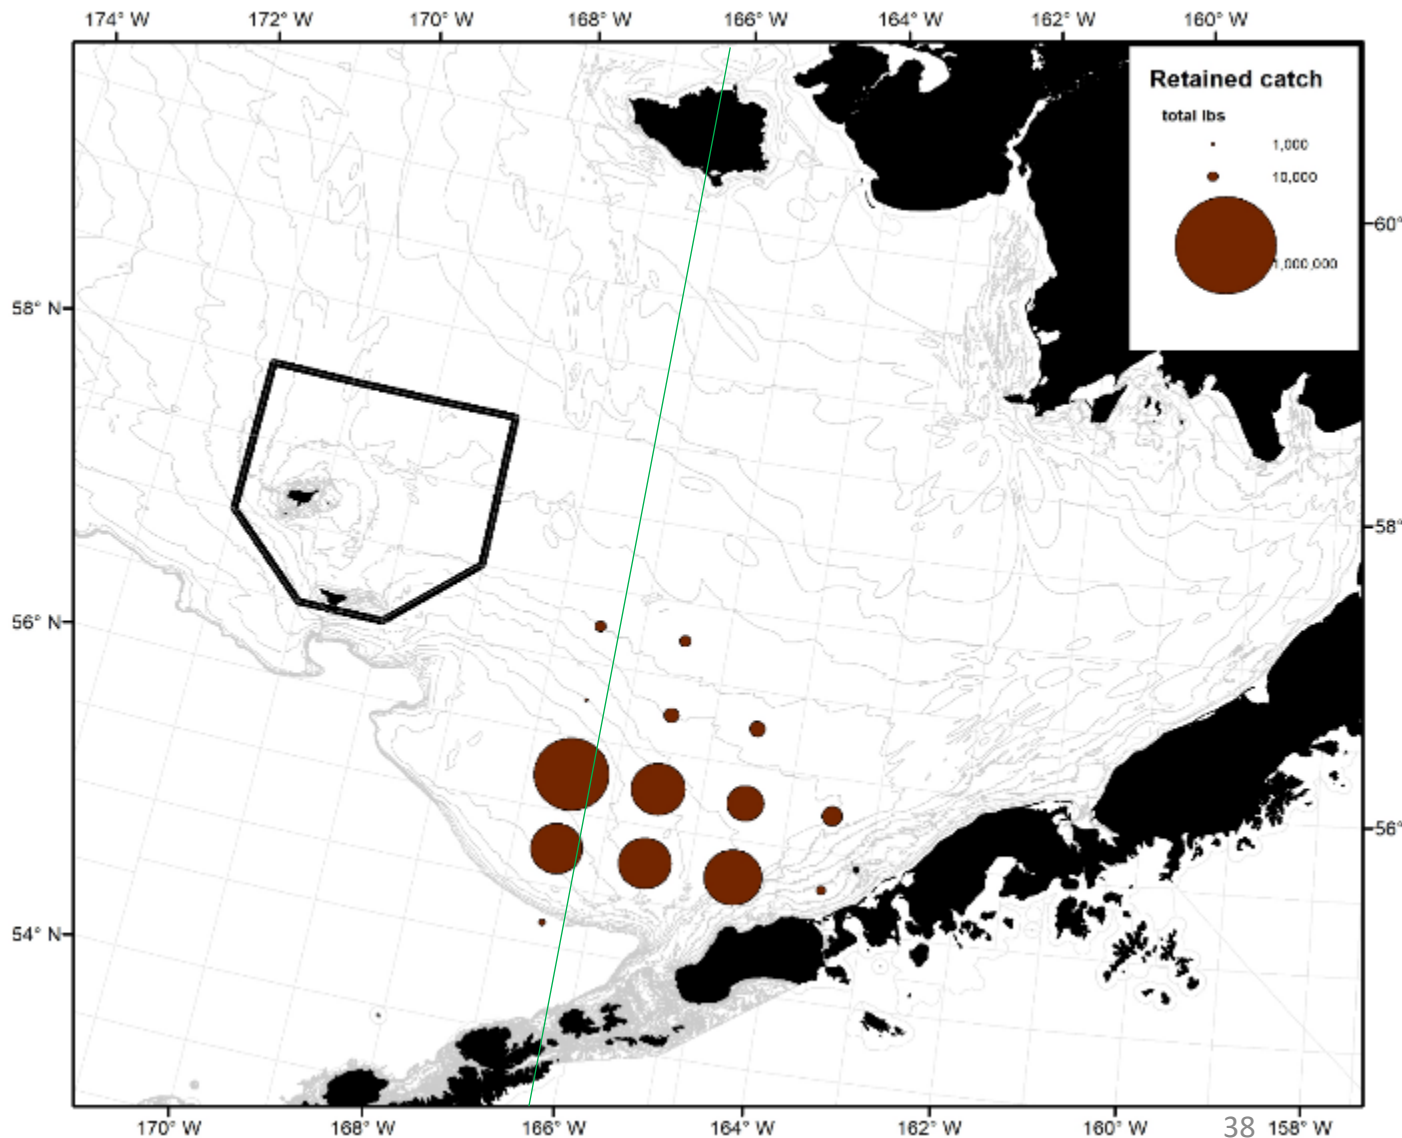 174° W 172° W 170° W 168° W 166° W 164° W 162° W 160° W
Retained catch
total lbs
1,000
10,000
1,000,000
60°
58° N
58°
56° N
56°
54° N
170° W 168° W 166° W 164° W 162° W 160° W 158° W
38